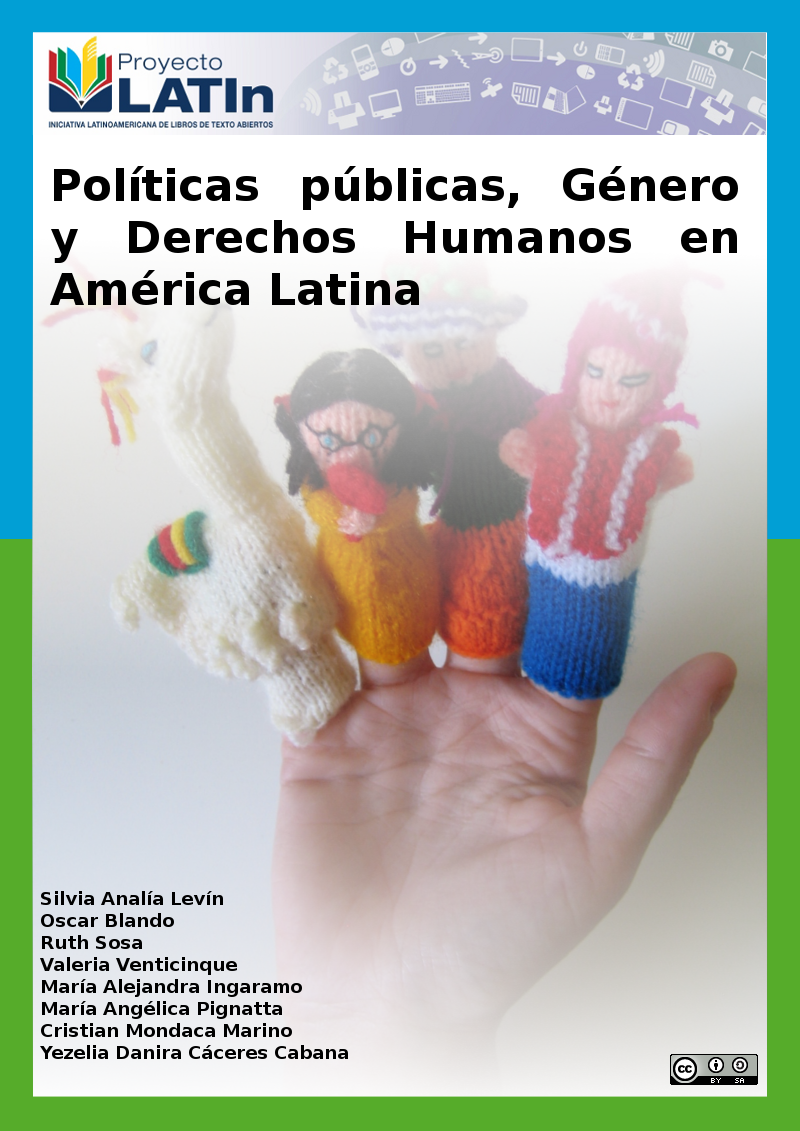 Proyecto
LATIn
INICIATIVA LATINOAMERICANA DE LIBROS DE TEXTO ABIERTOS
Políticas públicas, Género
y Derechos Humanos en
América Latina
Silvia Analía Levín
Oscar Blando
Ruth Sosa
Valeria Venticinque
María Alejandra Ingaramo
María Angélica Pignatta
Cristian Mondaca Marino
Yezelia Danira Cáceres Cabana
cc
BY SA